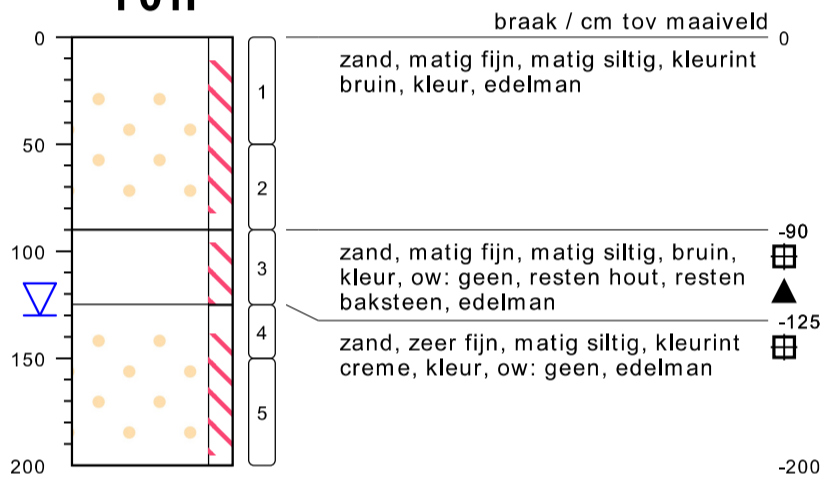 braak / cm tov maaiveld
0
0
zand, matig fijn, matig siltig, kleurint
bruin, kleur, edelman
1
50
2
-90
100
3
zand, matig fijn, matig siltig, bruin,
kleur, ow: geen, resten hout, resten
baksteen, edelman
-125
4
zand, zeer fijn, matig siltig, kleurint
creme, kleur, ow: geen, edelman
150
5
200
-200